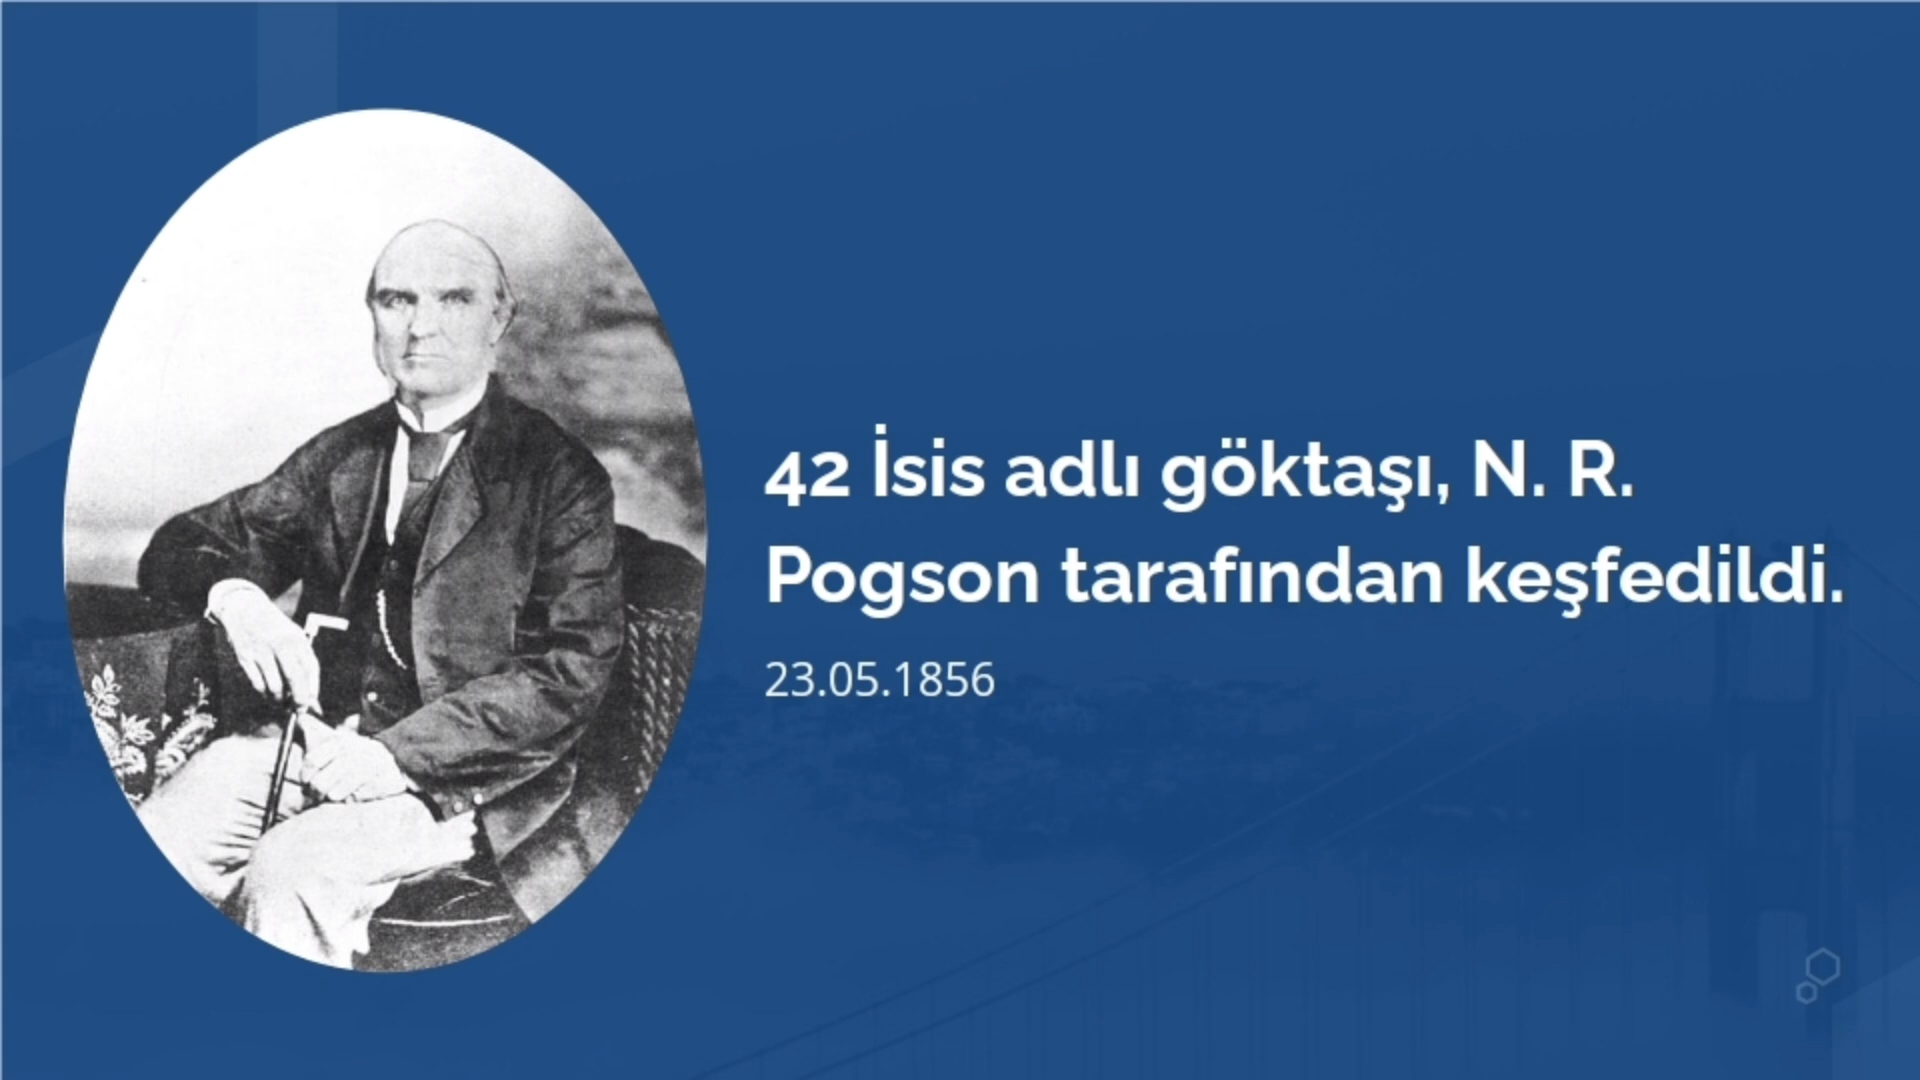 42 İsis adlı göktaşı, N. R.
Pogson tarafından keşfedildi.
23.05.1856